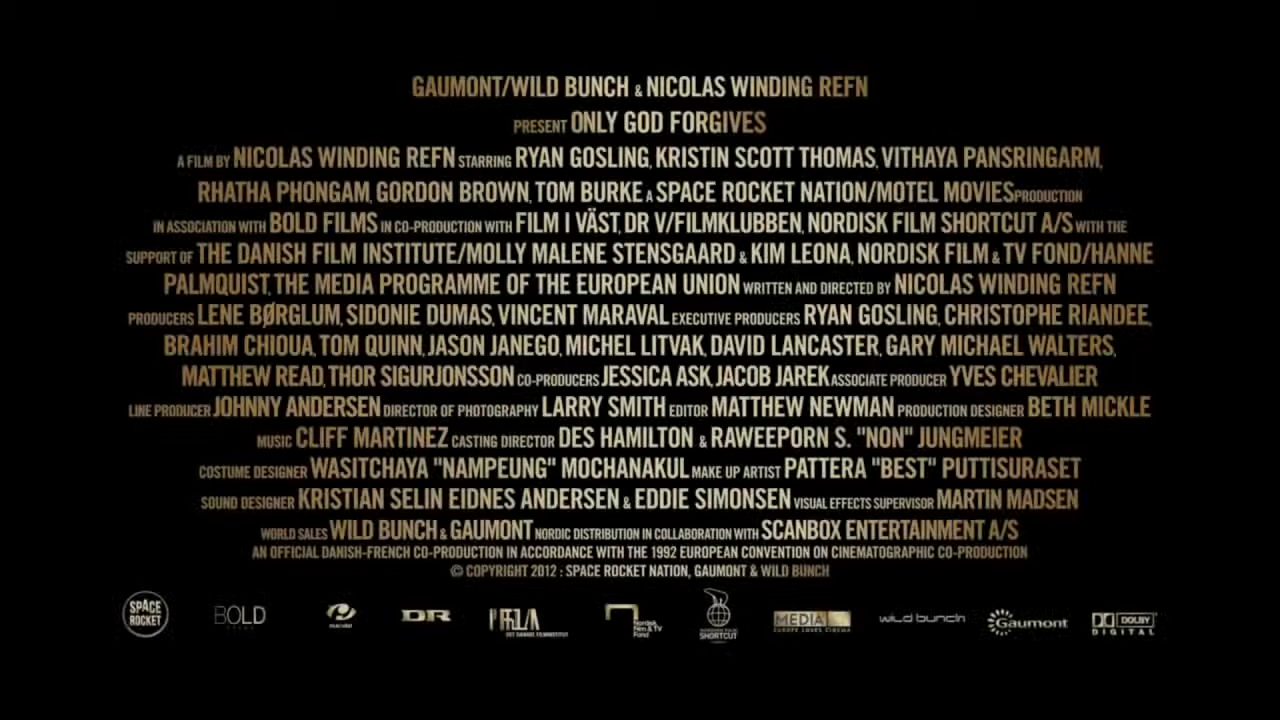 GAUMONT/WILD BUNCH & NICOLAS WINDING REFN
PRESENT ONLY GOD FORGIVES
A FILM BY NICOLAS WINDING REFN STARRING RYAN GOSLING, KRISTIN SCOTT THOMAS, VITHAYA PANSRINGARM,
RHATHA PHONGAM, GORDON BROWN, TOM BURKE A SPACE ROCKET NATION/MOTEL MOVIES PRODUCTION
IN ASSOCIATION WITH BOLD FILMS IN CO-PRODUCTION WITH FILM I VÄST, DR V/FILMKLUBBEN, NORDISK FILM SHORTCUT A/S WITH THE
SUPPORT OF THE DANISH FILM INSTITUTE/MOLLY MALENE STENSGAARD & KIM LEONA, NORDISK FILM & TV FOND/HANNE
PALMQUIST, THE MEDIA PROGRAMME OF THE EUROPEAN UNION WRITTEN AND DIRECTED BY NICOLAS WINDING REFN
PRODUCERS LENE BØRGLUM, SIDONIE DUMAS, VINCENT MARAVAL EXECUTIVE PRODUCERS RYAN GOSLING, CHRISTOPHE RIANDEE,
BRAHIM CHIOUA, TOM QUINN, JASON JANEGO, MICHEL LITVAK, DAVID LANCASTER, GARY MICHAEL WALTERS,
MATTHEW READ, THOR SIGURJONSSON CO-PRODUCERS JESSICA ASK, JACOB JAREK ASSOCIATE PRODUCER YVES CHEVALIER
LINE PRODUCER JOHNNY ANDERSEN DIRECTOR OF PHOTOGRAPHY LARRY SMITH EDITOR MATTHEW NEWMAN PRODUCTION DESIGNER BETH MICKLE
MUSIC CLIFF MARTINEZ CASTING DIRECTOR DES HAMILTON & RAWEEPORN S. "NON" JUNGMEIER
COSTUME DESIGNER WASITCHAYA "NAMPEUNG" MOCHANAKUL MAKE UP ARTIST PATTERA "BEST" PUTTISURASET
SOUND DESIGNER KRISTIAN SELIN EIDNES ANDERSEN & EDDIE SIMONSEN VISUAL EFFECTS SUPERVISOR MARTIN MADSEN
WORLD SALES WILD BUNCH & GAUMONT NORDIC DISTRIBUTION IN COLLABORATION WITH SCANBOX ENTERTAINMENT A/S
AN OFFICIAL DANISH-FRENCH CO-PRODUCTION IN ACCORDANCE WITH THE 1992 EUROPEAN CONVENTION ON CINEMATOGRAPHIC CO-PRODUCTION
© COPYRIGHT 2012 : SPACE ROCKET NATION, GAUMONT & WILD BUNCH
SPACE ROCKET
BOLD
DR
DET DANSKE FILMINSTITUT
Nordisk Film & TV Fond
SHORTCUT
MEDIA
EUROPE LOVES CINEMA
wild bunch
Gaumont
DOLBY DIGITAL